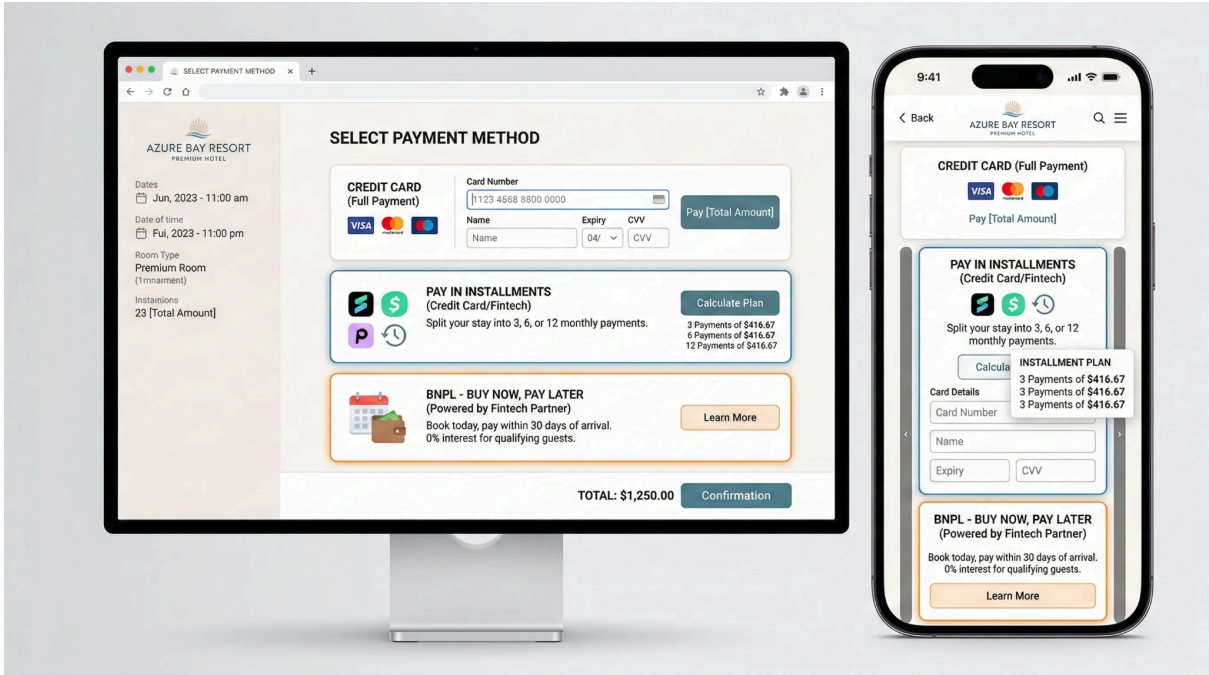 SELECT PAYMENT METHOD
AZURE BAY RESORT
PREMIUM HOTEL
Dates
Jun, 2023 - 11:00 am
Date of time
Fui, 2023 - 11:00 pm
Room Type
Premium Room
(1rnnaiment)
Instamions
23 [Total Amount]
SELECT PAYMENT METHOD
CREDIT CARD
(Full Payment)
VISA
mastercard
Card Number
1123 4668 8800 0000
Name
Expiry
CVV
Name
04/
CVV
Pay [Total Amount]
PAY IN INSTALLMENTS
(Credit Card/Fintech)
Split your stay into 3, 6, or 12 monthly payments.
Calculate Plan
3 Payments of $416.67
6 Payments of $416.67
12 Payments of $416.67
BNPL - BUY NOW, PAY LATER
(Powered by Fintech Partner)
Book today, pay within 30 days of arrival.
0% interest for qualifying guests.
Learn More
TOTAL: $1,250.00
Confirmation
9:41
Back
AZURE BAY RESORT
PREMIUM HOTEL
CREDIT CARD (Full Payment)
VISA
mastercard
Pay [Total Amount]
PAY IN INSTALLMENTS
(Credit Card/Fintech)
Split your stay into 3, 6, or 12
monthly payments.
Calcula
INSTALLMENT PLAN
3 Payments of $416.67
3 Payments of $416.67
3 Payments of $416.67
Card Details
Card Number
Name
Expiry
CVV
BNPL - BUY NOW, PAY LATER
(Powered by Fintech Partner)
Book today, pay within 30 days of arrival.
0% interest for qualifying guests.
Learn More